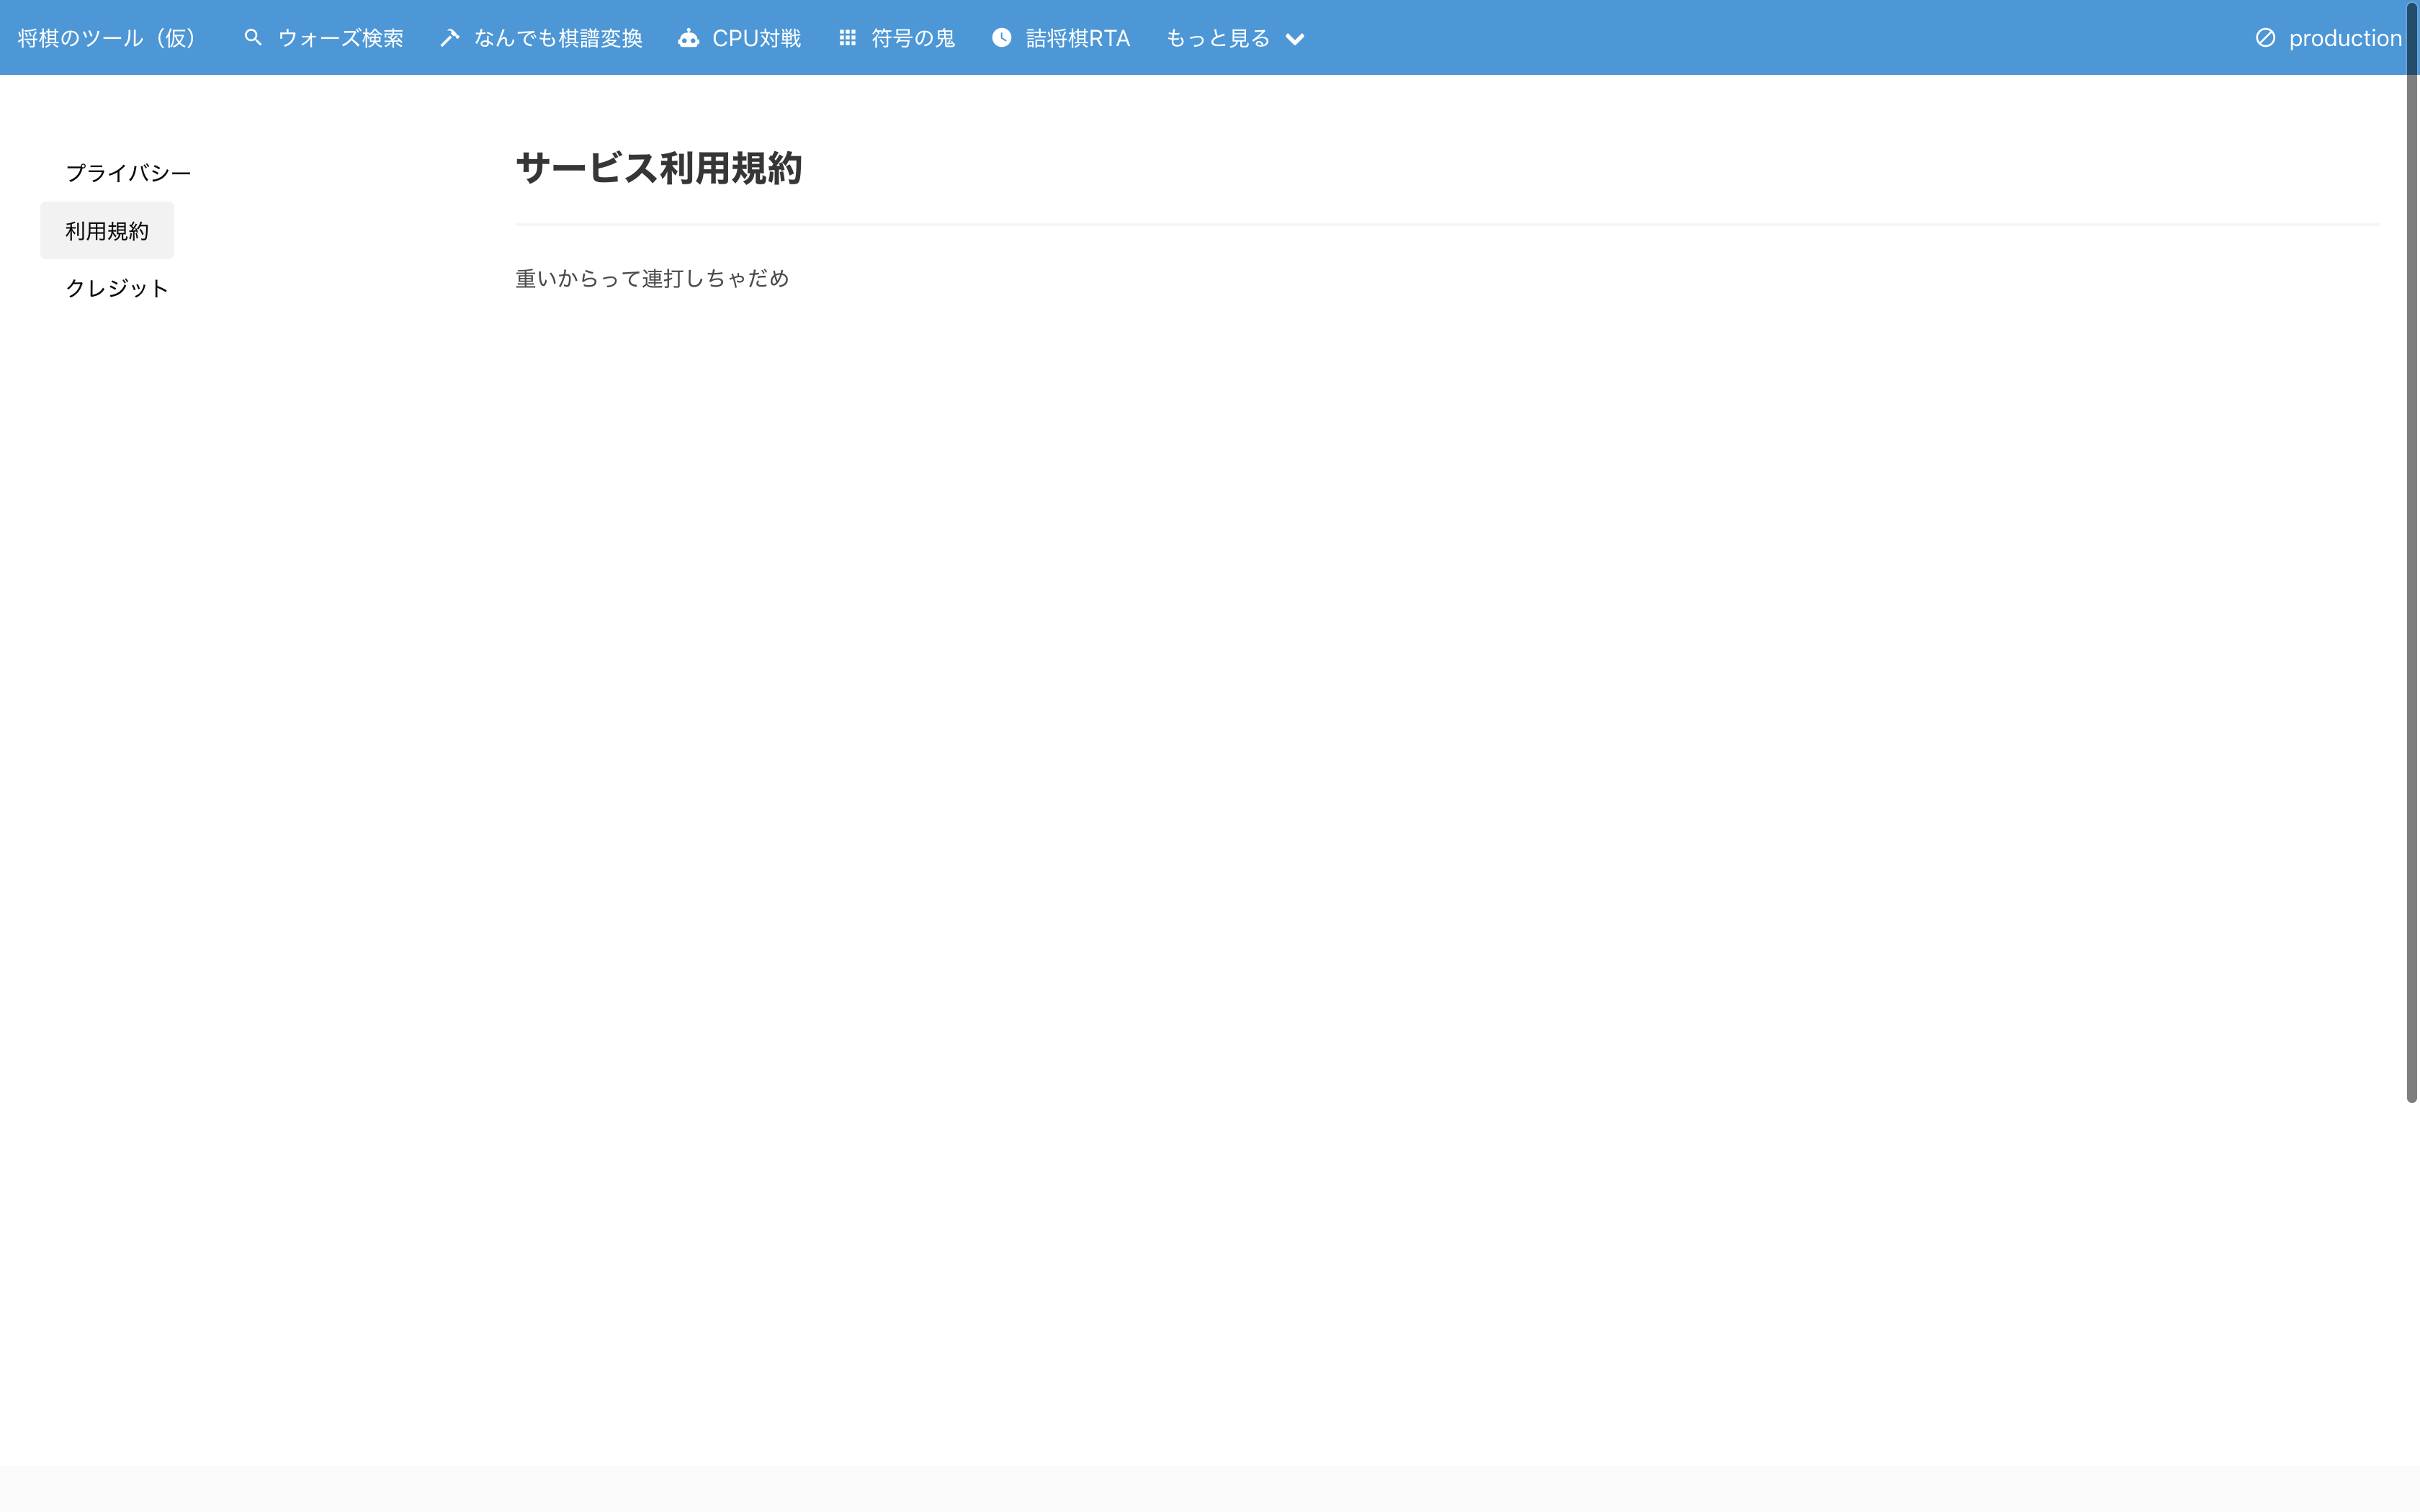 将棋のツール（仮） ウォーズ検索 なんでも棋譜変換 CPU対戦 符号の鬼 詰将棋RTA もっと見る production
プライバシー
利用規約
クレジット
サービス利用規約
重いからって連打しちゃだめ